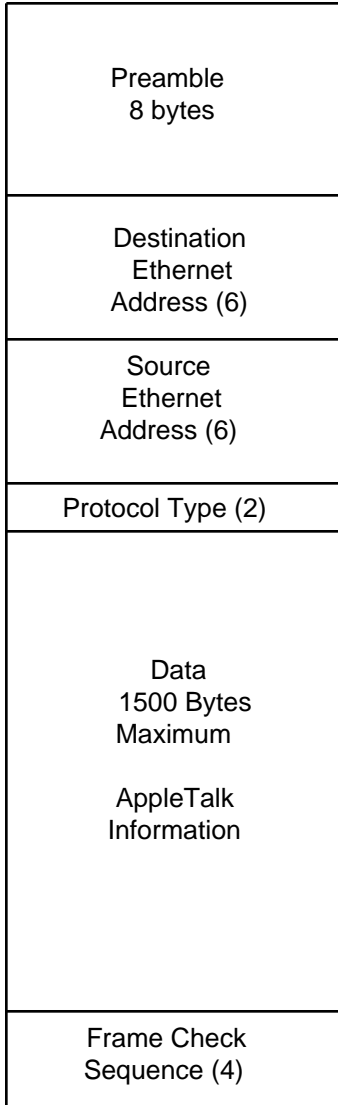 Preamble
8 bytes
Destination
Ethernet
Address (6)
Source
Ethernet
Address (6)
Protocol Type (2)
Data
1500 Bytes
Maximum
AppleTalk
Information
Frame Check
Sequence (4)